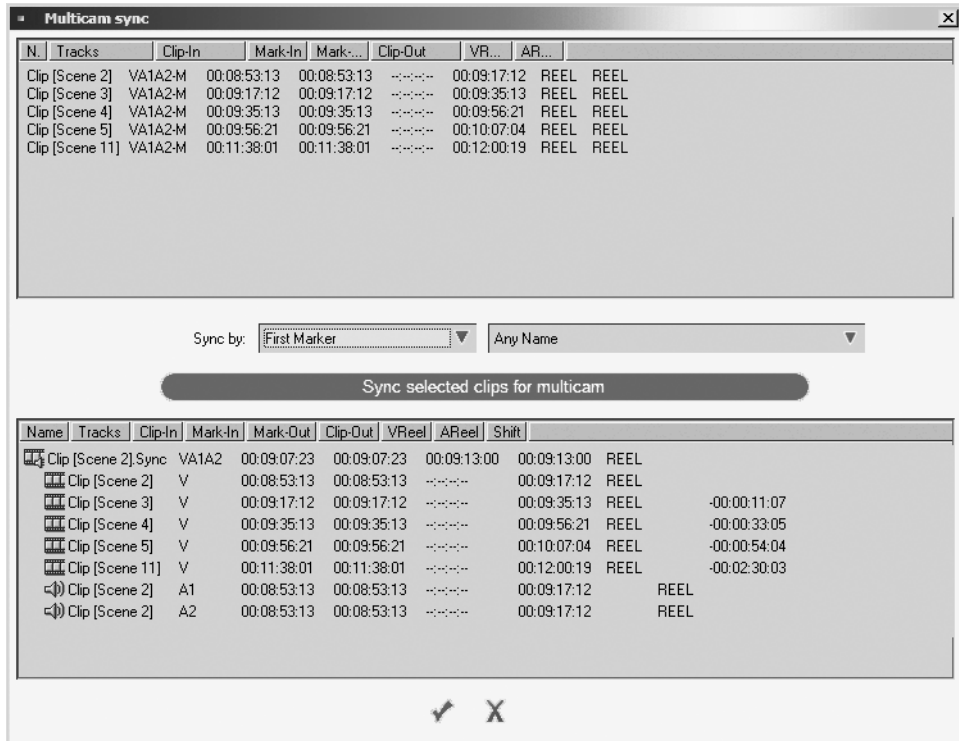 Multicam sync
N. Tracks Clip-In Mark-In Mark-... Clip-Out VR... AR...
Clip [Scene 2] VA1A2-M 00:08:53:13 00:08:53:13 --:--:--:-- 00:09:17:12 REEL REEL
Clip [Scene 3] VA1A2-M 00:09:17:12 00:09:17:12 --:--:--:-- 00:09:35:13 REEL REEL
Clip [Scene 4] VA1A2-M 00:09:35:13 00:09:35:13 --:--:--:-- 00:09:56:21 REEL REEL
Clip [Scene 5] VA1A2-M 00:09:56:21 00:09:56:21 --:--:--:-- 00:10:07:04 REEL REEL
Clip [Scene 11] VA1A2-M 00:11:38:01 00:11:38:01 --:--:--:-- 00:12:00:19 REEL REEL
Sync by: First Marker Any Name
Sync selected clips for multicam
Name Tracks Clip-In Mark-In Mark-Out Clip-Out VReel AReel Shift
Clip [Scene 2].Sync VA1A2 00:09:07:23 00:09:07:23 00:09:13:00 00:09:13:00 REEL
Clip [Scene 2] V 00:08:53:13 00:08:53:13 --:--:--:-- 00:09:17:12 REEL
Clip [Scene 3] V 00:09:17:12 00:09:17:12 --:--:--:-- 00:09:35:13 REEL -00:00:11:07
Clip [Scene 4] V 00:09:35:13 00:09:35:13 --:--:--:-- 00:09:56:21 REEL -00:00:33:05
Clip [Scene 5] V 00:09:56:21 00:09:56:21 --:--:--:-- 00:10:07:04 REEL -00:00:54:04
Clip [Scene 11] V 00:11:38:01 00:11:38:01 --:--:--:-- 00:12:00:19 REEL -00:02:30:03
Clip [Scene 2] A1 00:08:53:13 00:08:53:13 --:--:--:-- 00:09:17:12 REEL
Clip [Scene 2] A2 00:08:53:13 00:08:53:13 --:--:--:-- 00:09:17:12 REEL